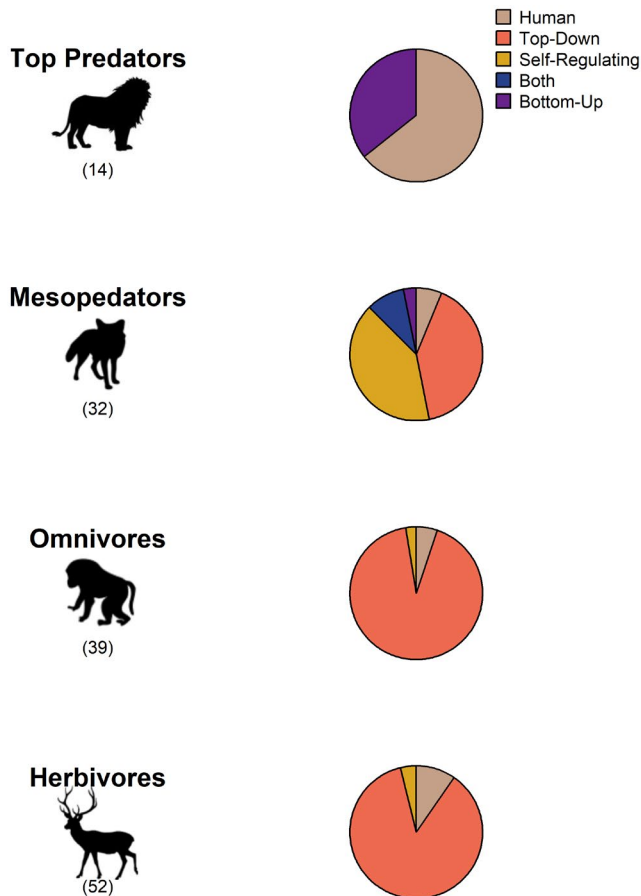 Human
Top-Down
Self-Regulating
Both
Bottom-Up
Top Predators
(14)
Mesopedators
(32)
Omnivores
(39)
Herbivores
(52)